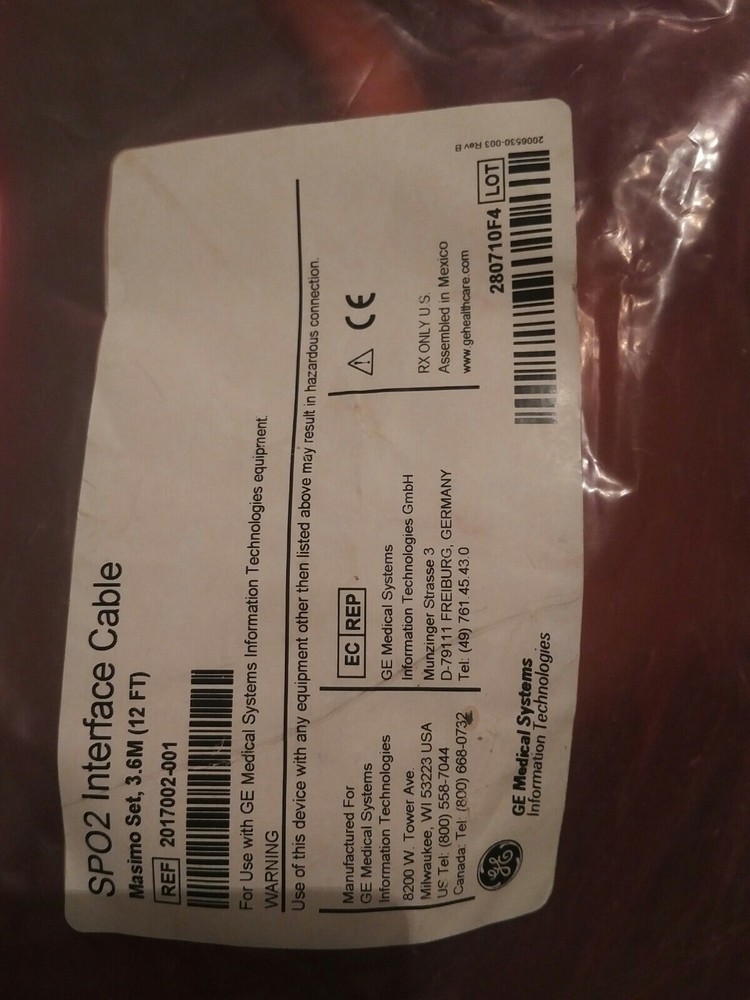 SPO2 Interface Cable
Masimo Set, 3.6M (12 FT)
REF 2017002-001
For Use with GE Medical Systems Information Technologies equipment.
WARNING
Use of this device with any equipment other then listed above may result in hazardous connection.
Manufactured For
GE Medical Systems
Information Technologies
8200 W. Tower Ave.
Milwaukee, WI 53223 USA
US Tel: (800) 558-7044
Canada: Tel: (800) 668-0732
EC REP
GE Medical Systems
Information Technologies GmbH
Munzinger Strasse 3
D-79111 FREIBURG, GERMANY
Tel: (49) 761.45.43.0
CE
RX ONLY U.S.
Assembled in Mexico
www.gehealthcare.com
GE
GE Medical Systems
Information Technologies
280710F4 LOT
2006530-003 Rev B